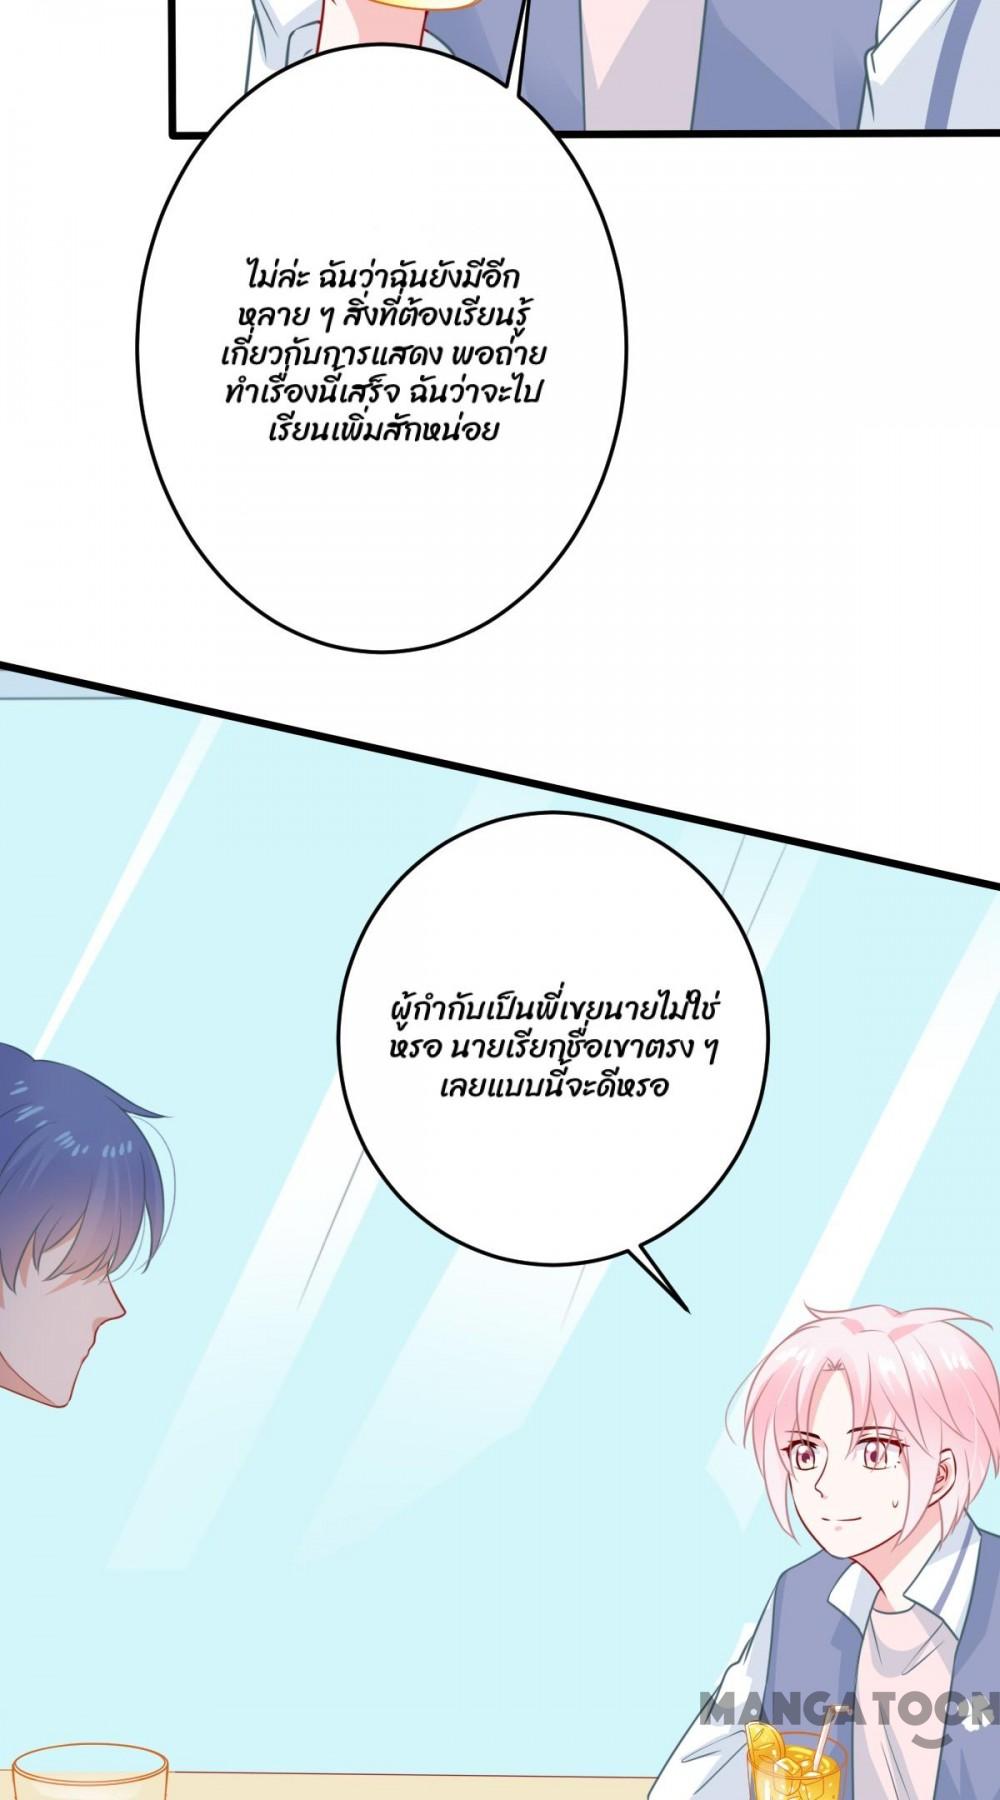 ไม่ล่ะ ฉันว่าฉันยังมีอีก
หลาย ๆ สิ่งที่ต้องเรียนรู้
เกี่ยวกับการแสดง พอถ่าย
ทำเรื่องนี้เสร็จ ฉันว่าจะไป
เรียนเพิ่มสักหน่อย
ผู้กำกับเป็นพี่เขยนายไม่ใช่
หรอ นายเรียกชื่อเขาตรง ๆ
เลยแบบนี้จะดีหรอ
MANGATOON